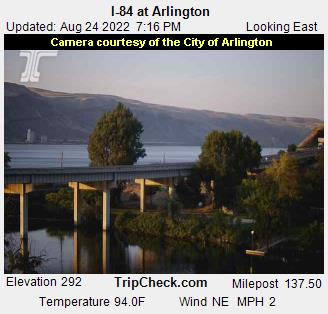 I-84 at Arlington
Updated: Aug 24 2022 7:16 PM Looking East
Camera courtesy of the City of Arlington
Elevation 292 TripCheck.com Milepost 137.50
Temperature 94.0F Wind NE MPH 2